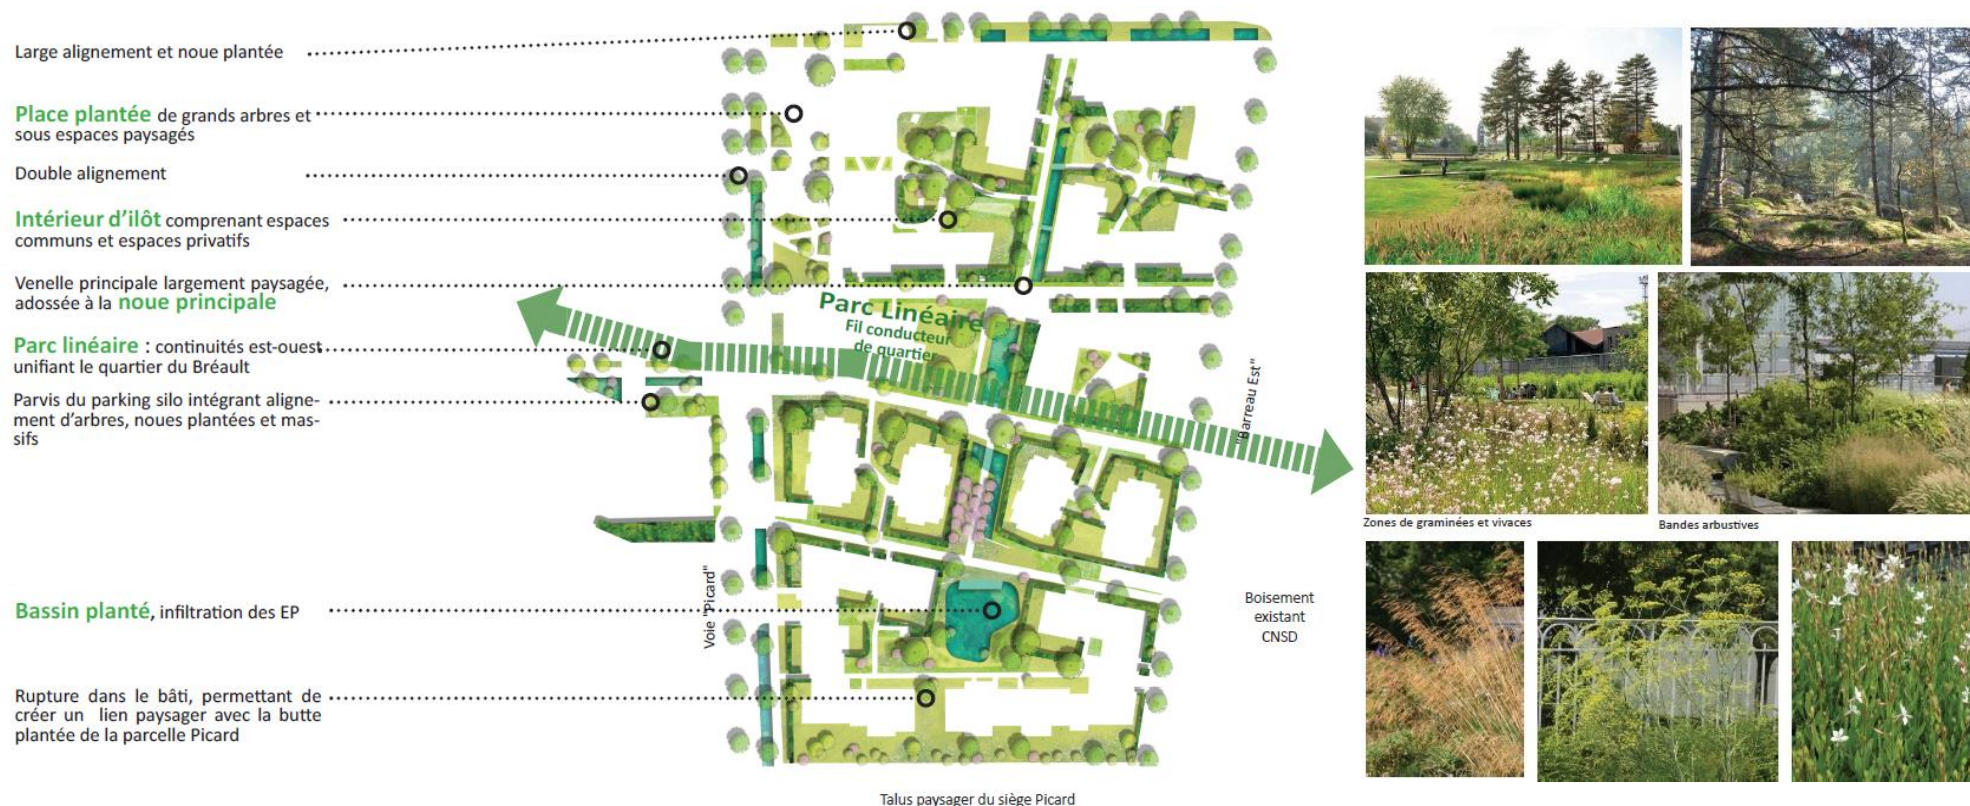 Large alignement et noue plantée
Place plantée de grands arbres et
sous espaces paysagés
Double alignement
Intérieur d'ilôt comprenant espaces
communs et espaces privatifs
Venelle principale largement paysagée,
adossée à la noue principale
Parc linéaire : continuités est-ouest
unifiant le quartier du Bréault
Parvis du parking silo intégrant aligne-
ment d'arbres, noues plantées et mas-
sifs
Bassin planté, infiltration des EP
Rupture dans le bâti, permettant de
créer un lien paysager avec la butte
plantée de la parcelle Picard
Parc Linéaire
Fil conducteur
de quartier
"Barreau Est"
Voie "Picard"
Boisement
existant
CNSD
Talus paysager du siège Picard
Zones de graminées et vivaces
Bandes arbustives